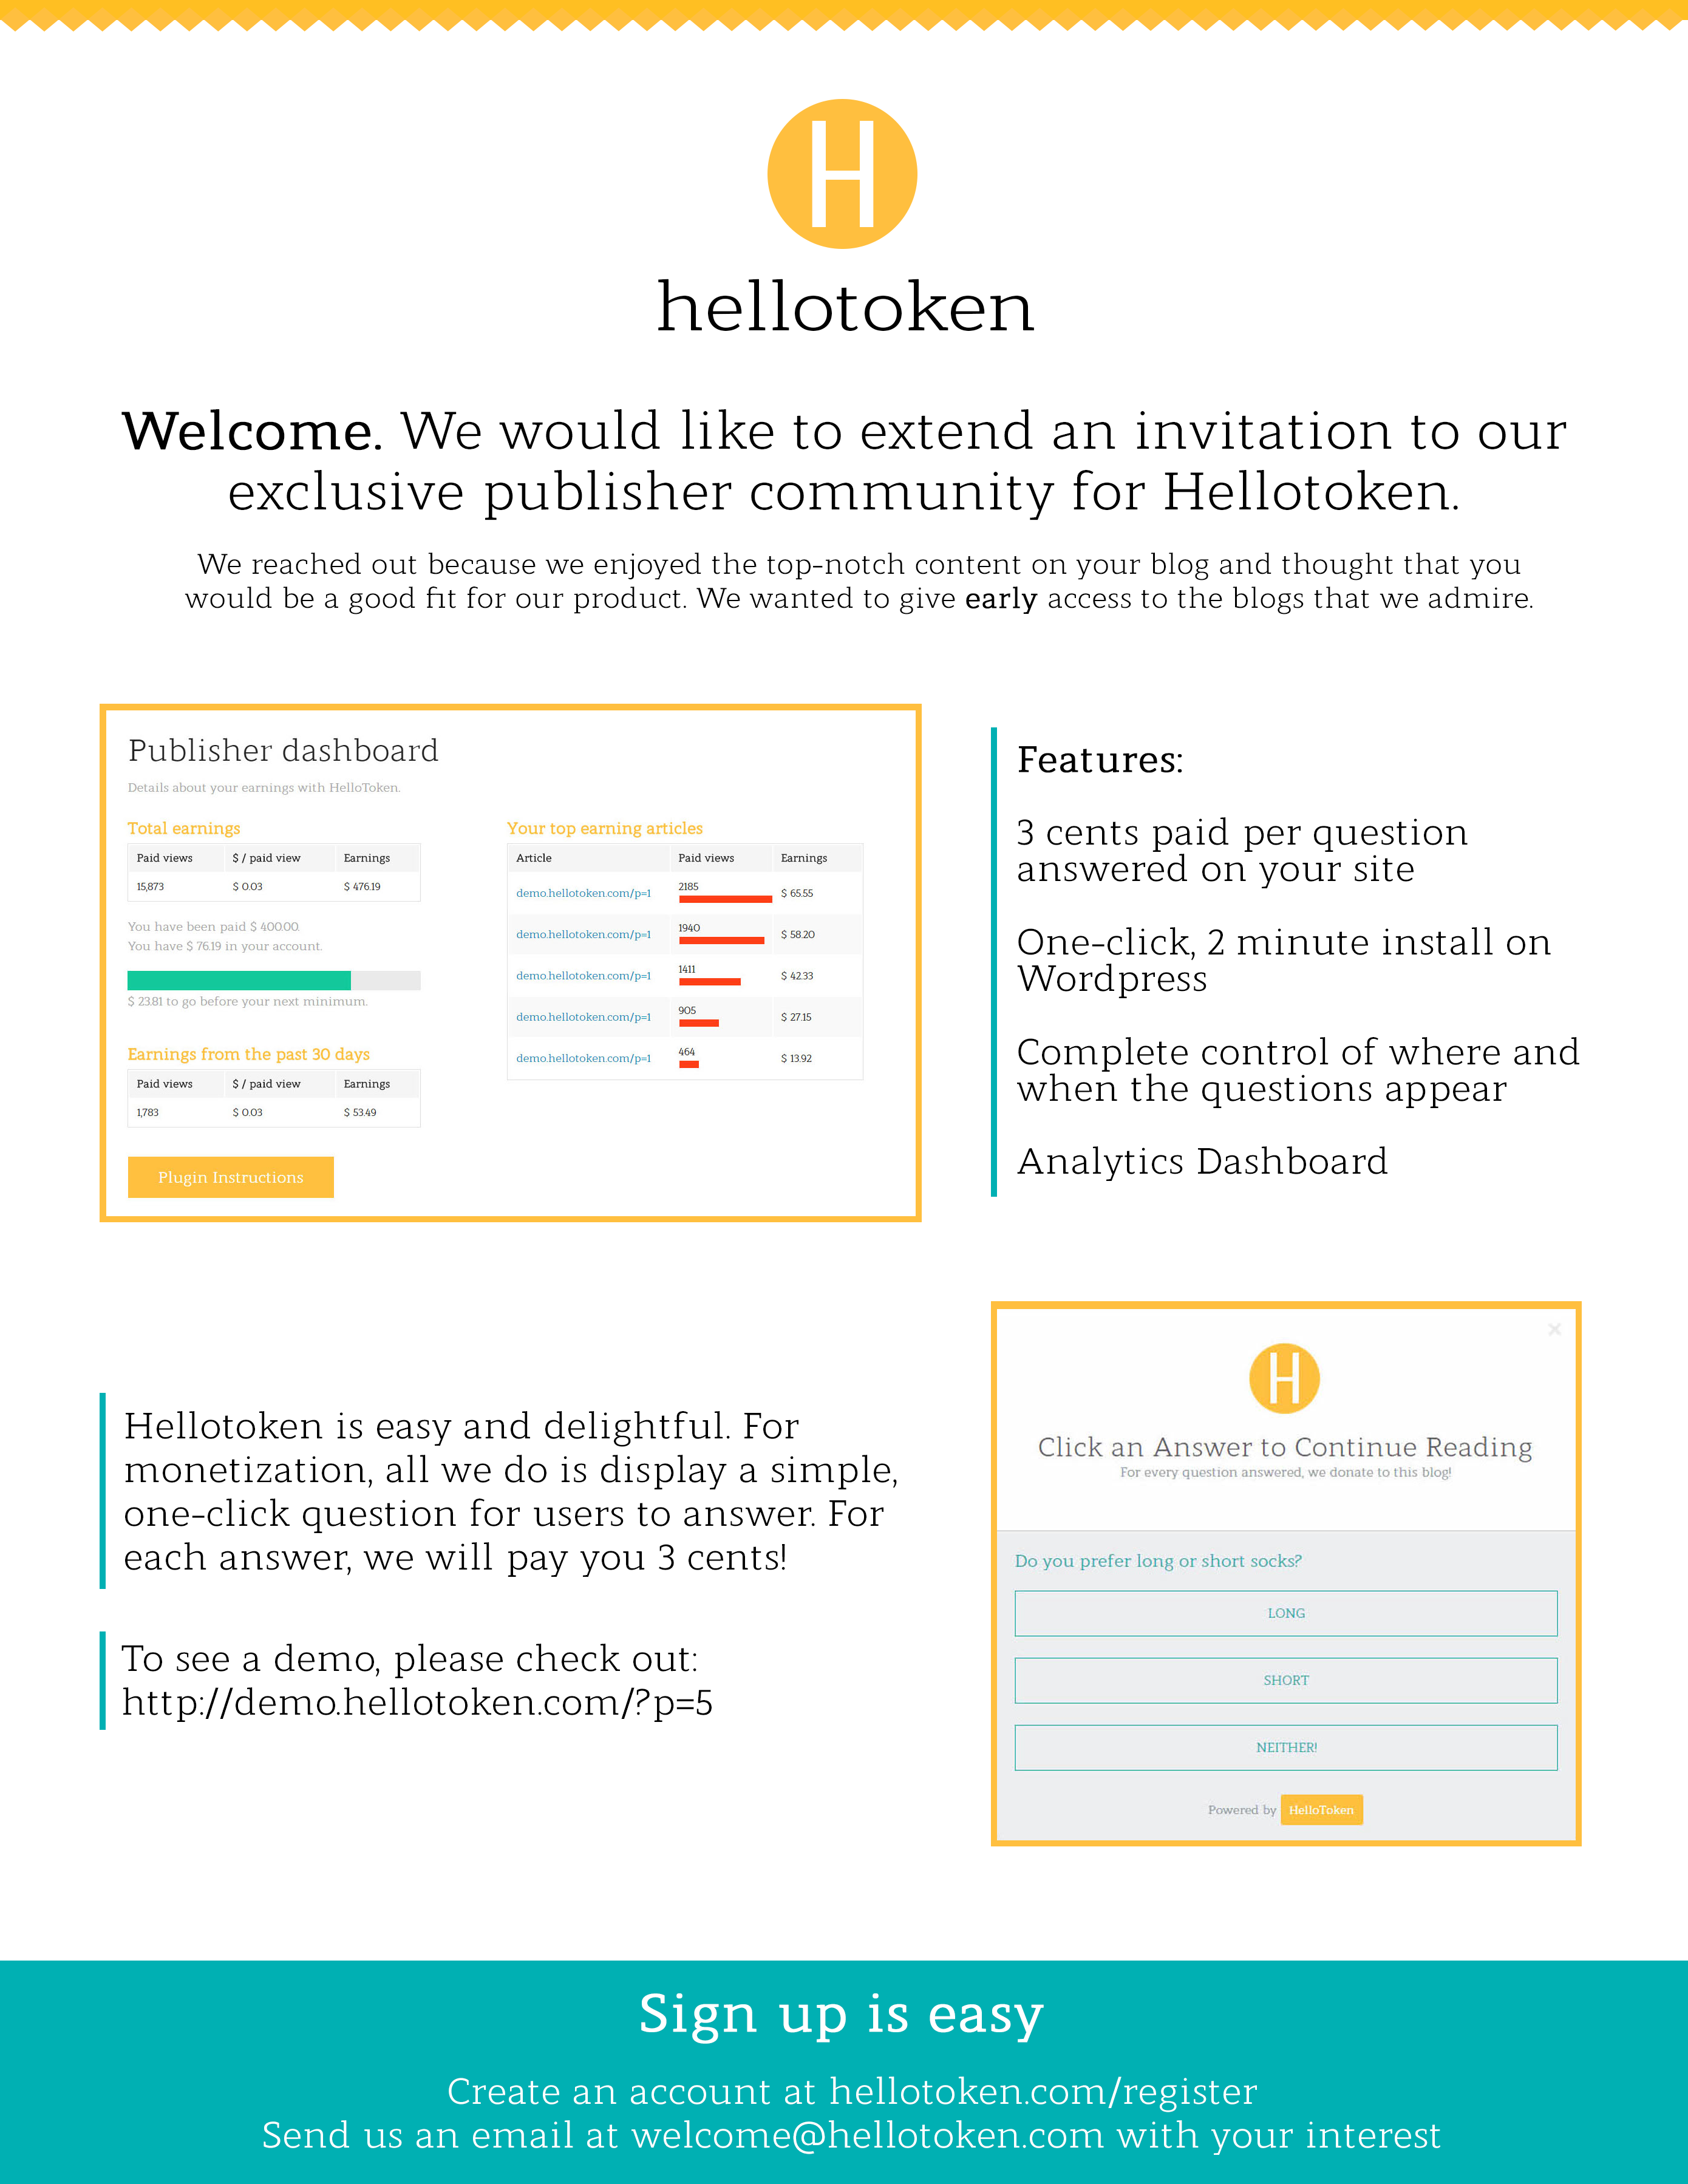 H
hellotoken
Welcome. We would like to extend an invitation to our
exclusive publisher community for Hellotoken.
We reached out because we enjoyed the top-notch content on your blog and thought that you
would be a good fit for our product. We wanted to give early access to the blogs that we admire.
Publisher dashboard
Details about your earnings with HelloToken.
Total earnings
Paid views $ / paid view Earnings
15,873 $ 0.03 $ 476.19
You have been paid $ 400.00.
You have $ 76.19 in your account.
$ 23.81 to go before your next minimum.
Earnings from the past 30 days
Paid views $ / paid view Earnings
1,783 $ 0.03 $ 53.49
Plugin Instructions
Your top earning articles
Article Paid views Earnings
demo.hellotoken.com/p=1 2185 $ 65.55
demo.hellotoken.com/p=1 1940 $ 58.20
demo.hellotoken.com/p=1 1411 $ 42.33
demo.hellotoken.com/p=1 905 $ 27.15
demo.hellotoken.com/p=1 464 $ 13.92
Features:
3 cents paid per question
answered on your site
One-click, 2 minute install on
Wordpress
Complete control of where and
when the questions appear
Analytics Dashboard
Hellotoken is easy and delightful. For
monetization, all we do is display a simple,
one-click question for users to answer. For
each answer, we will pay you 3 cents!
To see a demo, please check out:
http://demo.hellotoken.com/?p=5
×
H
Click an Answer to Continue Reading
For every question answered, we donate to this blog!
Do you prefer long or short socks?
LONG
SHORT
NEITHER!
Powered by HelloToken
Sign up is easy
Create an account at hellotoken.com/register
Send us an email at welcome@hellotoken.com with your interest